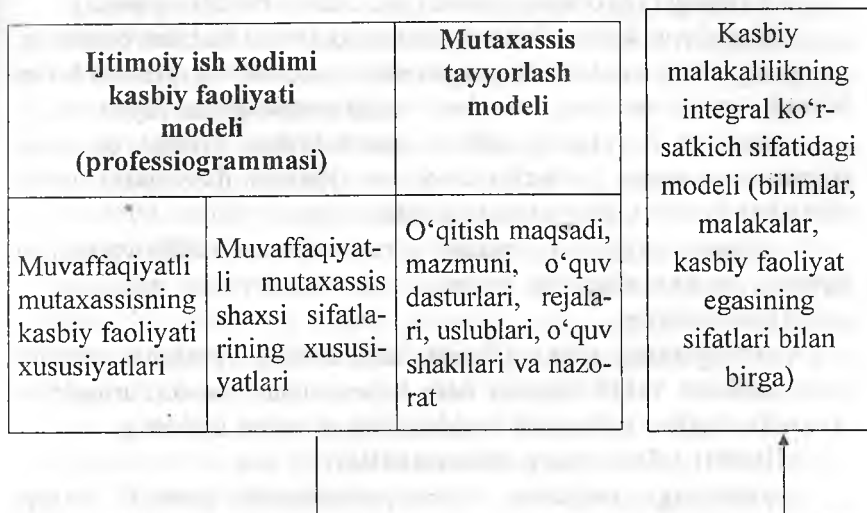 Ijtimoiy ish xodimi
kasbiy faoliyati
modeli
(professiogrammasi)
Mutaxassis
tayyorlash
modeli
Kasbiy
malakalilikning
integral ko‘r-
satkich sifatidagi
modeli (bilimlar,
malakalar,
kasbiy faoliyat
egasining
sifatlari bilan
birga)
Muvaffaqiyatli
mutaxassisning
kasbiy faoliyati
xususiyatlari
Muvaffaqiyat-
li mutaxassis
shaxsi sifatla-
rining xususi-
yatlari
O‘qitish maqsadi,
mazmuni, o‘quv
dasturlari, rejala-
ri, uslublari, o‘quv
shakllari va nazo-
rat